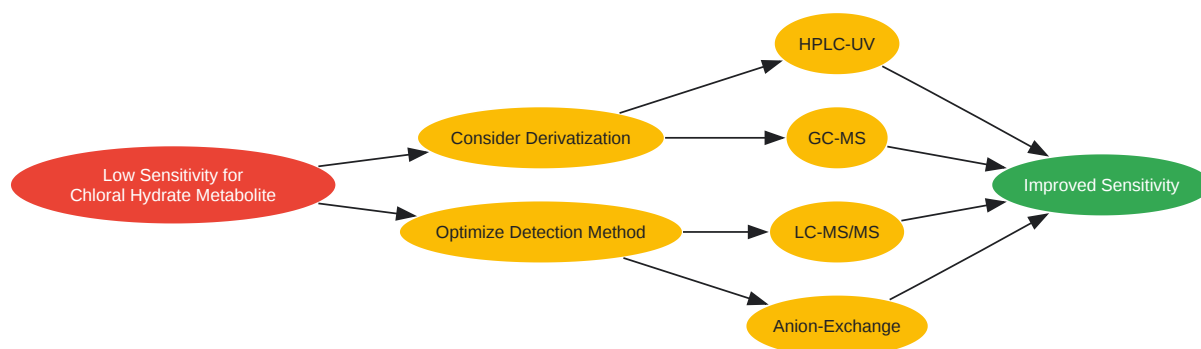 Low Sensitivity for
Chloral Hydrate Metabolite
Consider Derivatization
Optimize Detection Method
HPLC-UV
GC-MS
LC-MS/MS
Anion-Exchange
Improved Sensitivity